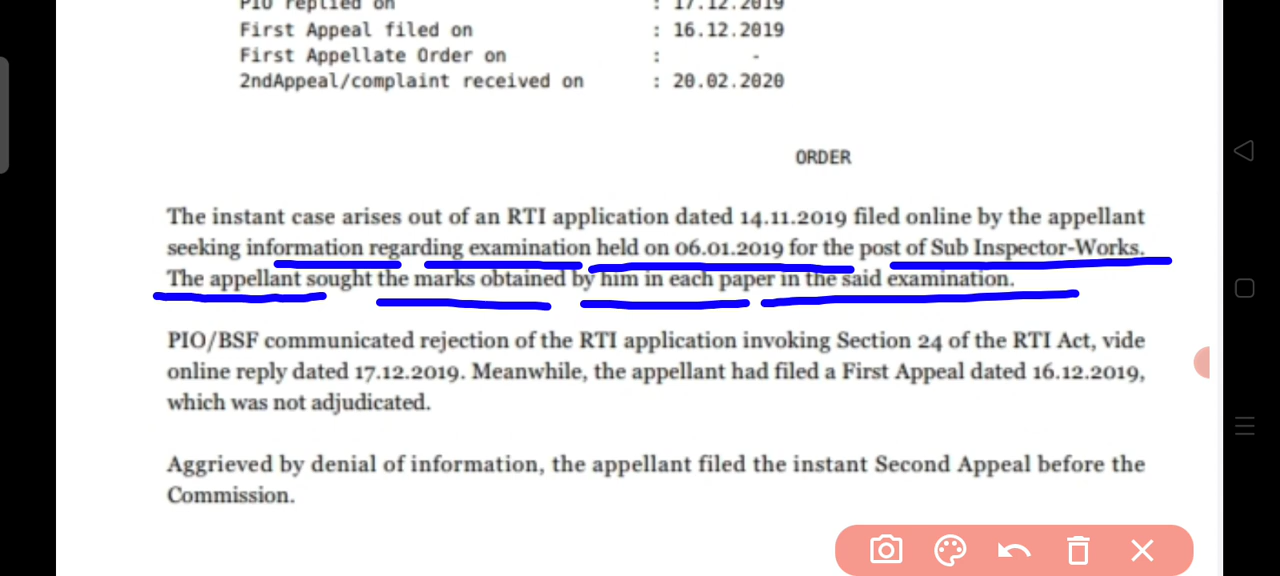 PIO replied on : 17.12.2019
First Appeal filed on : 16.12.2019
First Appellate Order on : -
2ndAppeal/complaint received on : 20.02.2020
ORDER
The instant case arises out of an RTI application dated 14.11.2019 filed online by the appellant
seeking information regarding examination held on 06.01.2019 for the post of Sub Inspector-Works.
The appellant sought the marks obtained by him in each paper in the said examination.
PIO/BSF communicated rejection of the RTI application invoking Section 24 of the RTI Act, vide
online reply dated 17.12.2019. Meanwhile, the appellant had filed a First Appeal dated 16.12.2019,
which was not adjudicated.
Aggrieved by denial of information, the appellant filed the instant Second Appeal before the
Commission.